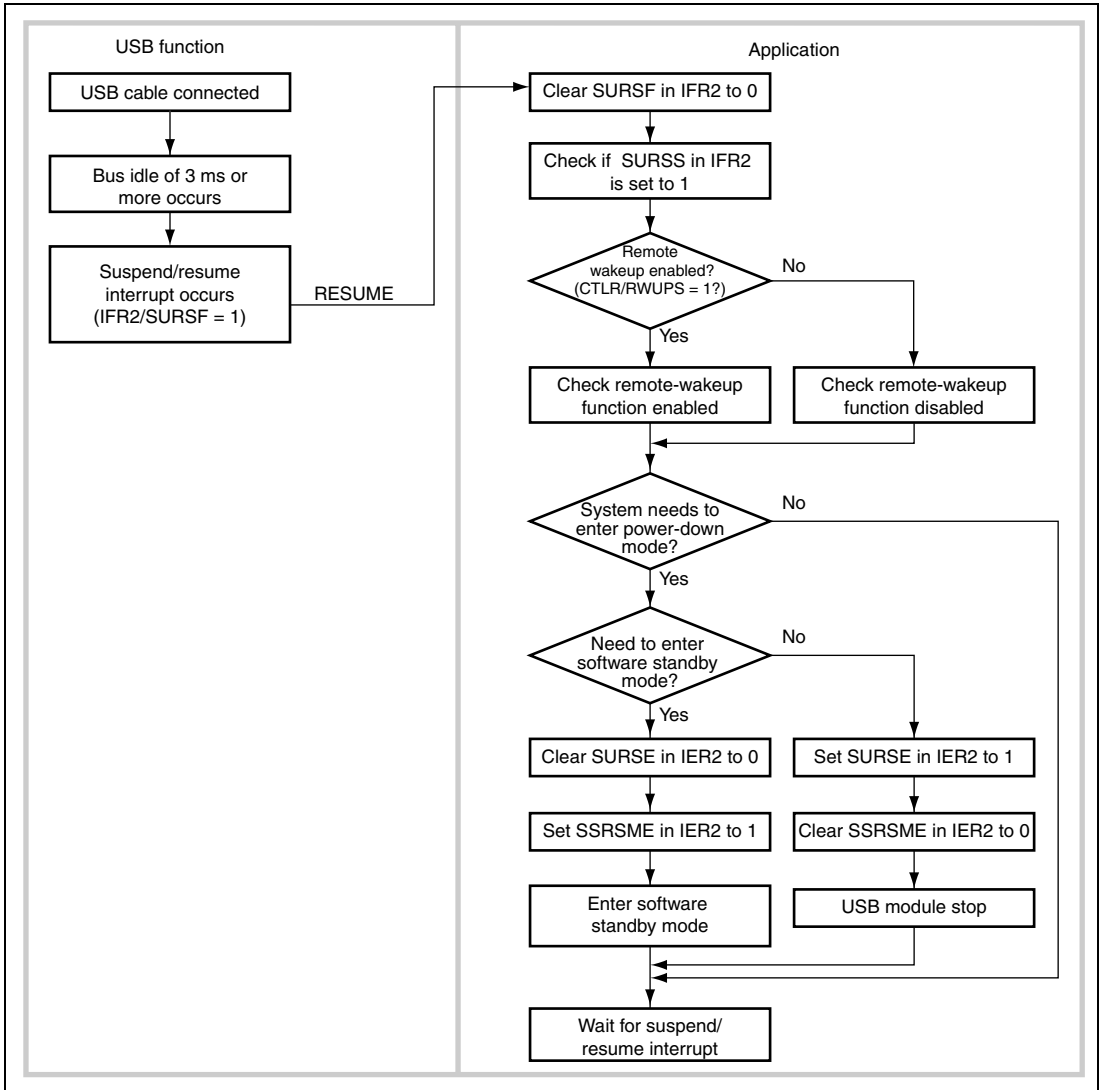 USB function
USB cable connected
Bus idle of 3 ms or
more occurs
Suspend/resume
interrupt occurs
(IFR2/SURSF = 1)
RESUME
Application
Clear SURSF in IFR2 to 0
Check if  SURSS in IFR2
is set to 1
Remote
wakeup enabled?
(CTLR/RWUPS = 1?)
No
Yes
Check remote-wakeup
function enabled
Check remote-wakeup
function disabled
System needs to
enter power-down
mode?
No
Yes
Need to enter
software standby
mode?
No
Yes
Clear SURSE in IER2 to 0
Set SURSE in IER2 to 1
Set SSRSME in IER2 to 1
Clear SSRSME in IER2 to 0
Enter software
standby mode
USB module stop
Wait for suspend/
resume interrupt